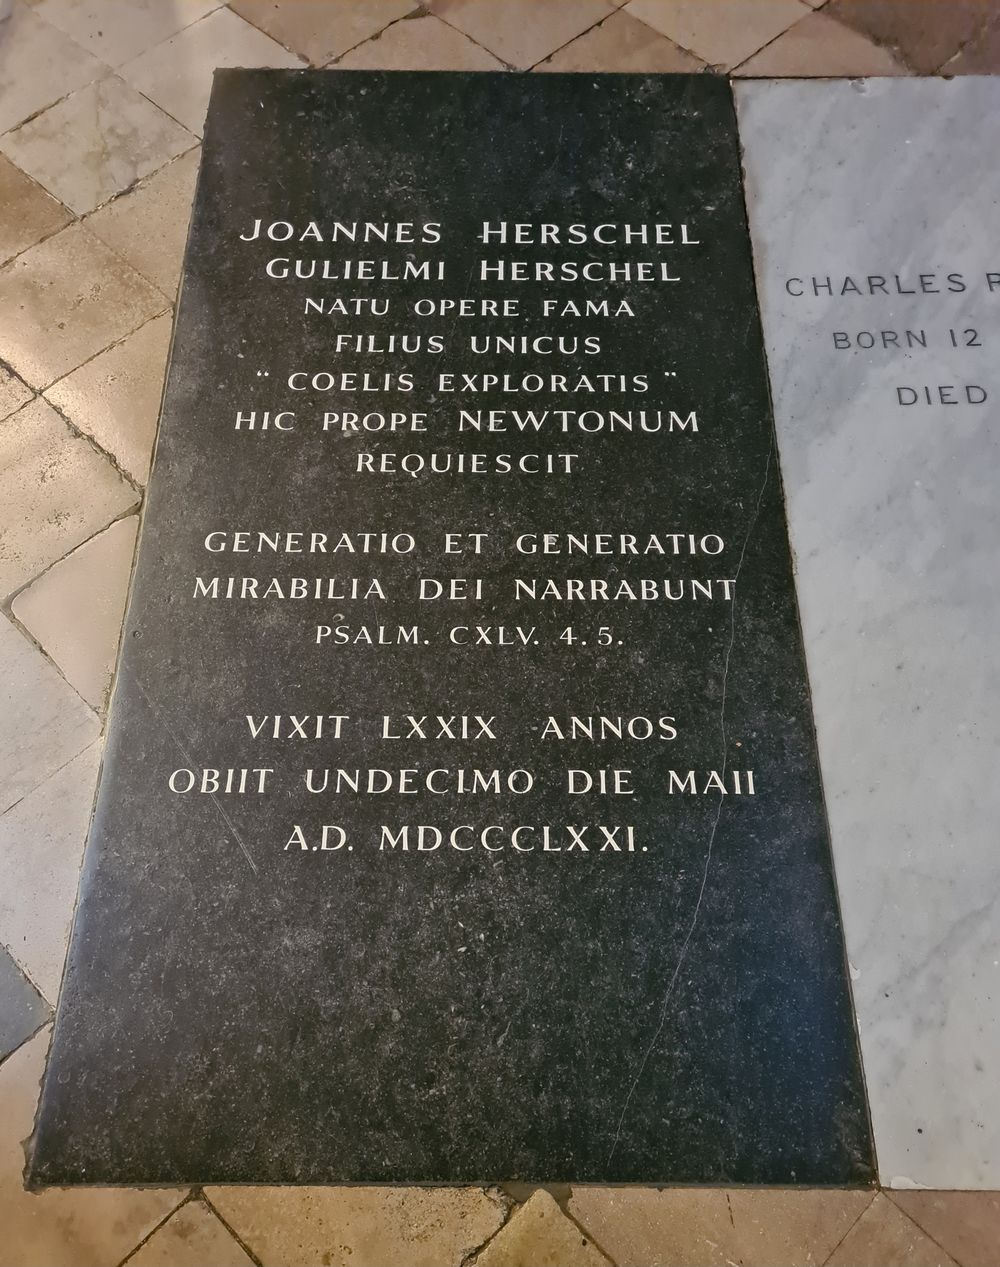 JOANNES HERSCHEL
GULIELMI HERSCHEL
NATU OPERE FAMA
FILIUS UNICUS
“ COELIS EXPLORATIS ”
HIC PROPE NEWTONUM
REQUIESCIT
GENERATIO ET GENERATIO
MIRABILIA DEI NARRABUNT
PSALM. CXLV. 4. 5.
VIXIT LXXIX ANNOS
OBIIT UNDECIMO DIE MAII
A.D. MDCCCLXXI.
CHARLES R
BORN 12
DIED